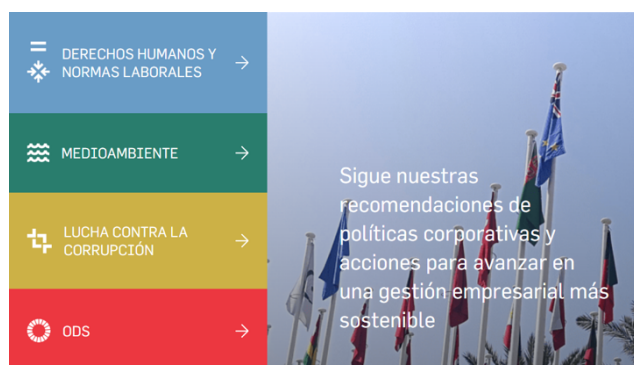 DERECHOS HUMANOS Y
NORMAS LABORALES
MEDIOAMBIENTE
LUCHA CONTRA LA
CORRUPCIÓN
ODS
Sigue nuestras
recomendaciones de
políticas corporativas y
acciones para avanzar en
una gestión empresarial más
sostenible